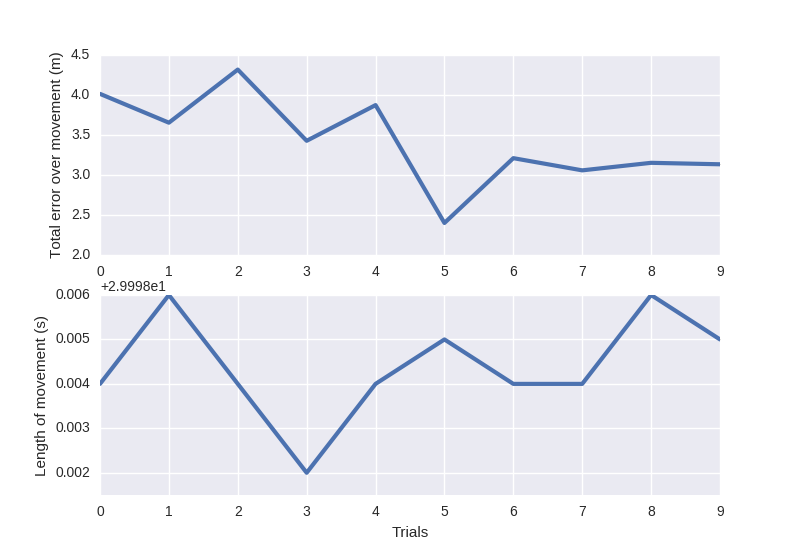 Total error over movement (m)
4.5
4.0
3.5
3.0
2.5
2.0
0 1 2 3 4 5 6 7 8 9
+2.9998e1
Length of movement (s)
0.006
0.005
0.004
0.003
0.002
0 1 2 3 4 5 6 7 8 9
Trials